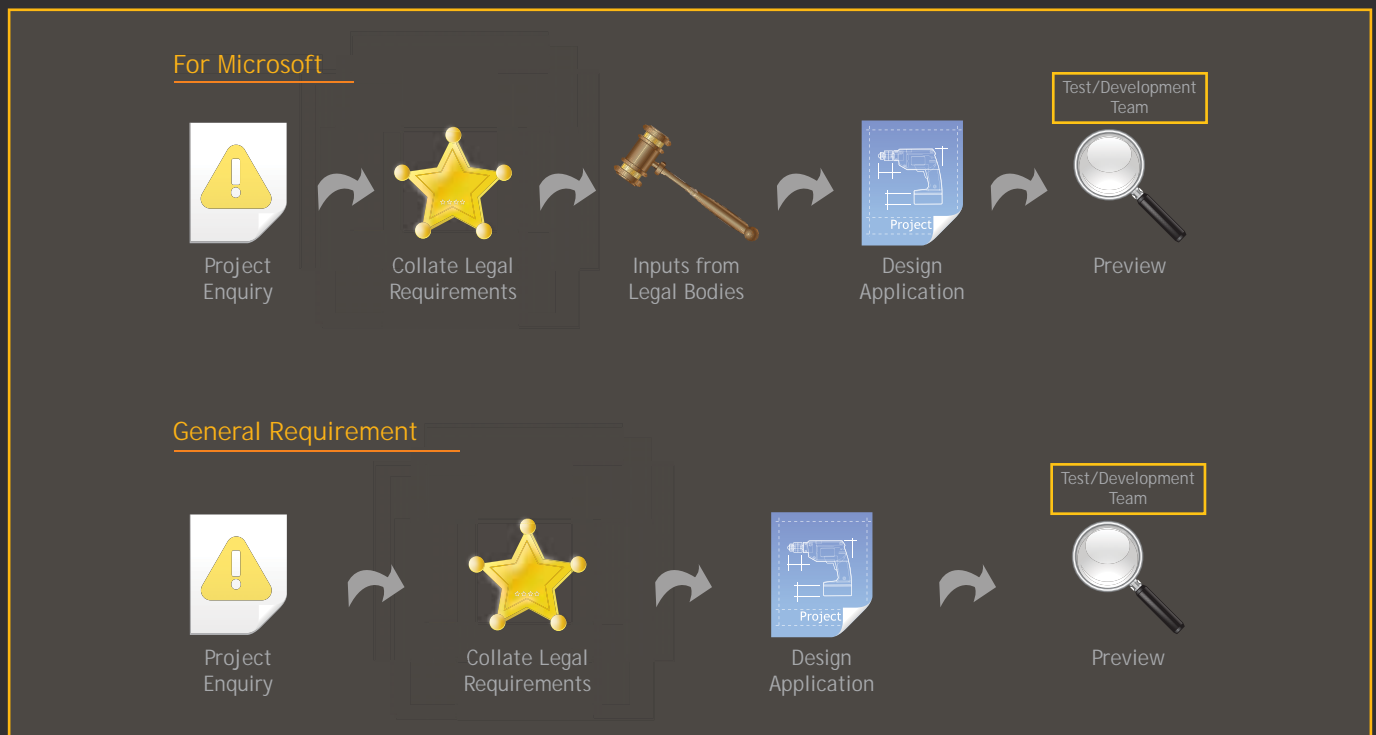 For Microsoft
Test/Development
Team
Project
Project
Enquiry
Collate Legal
Requirements
Inputs from
Legal Bodies
Design
Application
Preview
General Requirement
Test/Development
Team
Project
Project
Enquiry
Collate Legal
Requirements
Design
Application
Preview